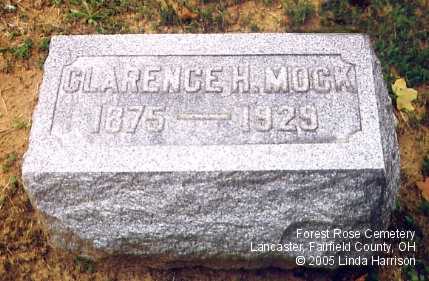 CLARENCE H. MOCK
1875 — 1929
Forest Rose Cemetery
Lancaster, Fairfield County, OH
© 2005 Linda Harrison